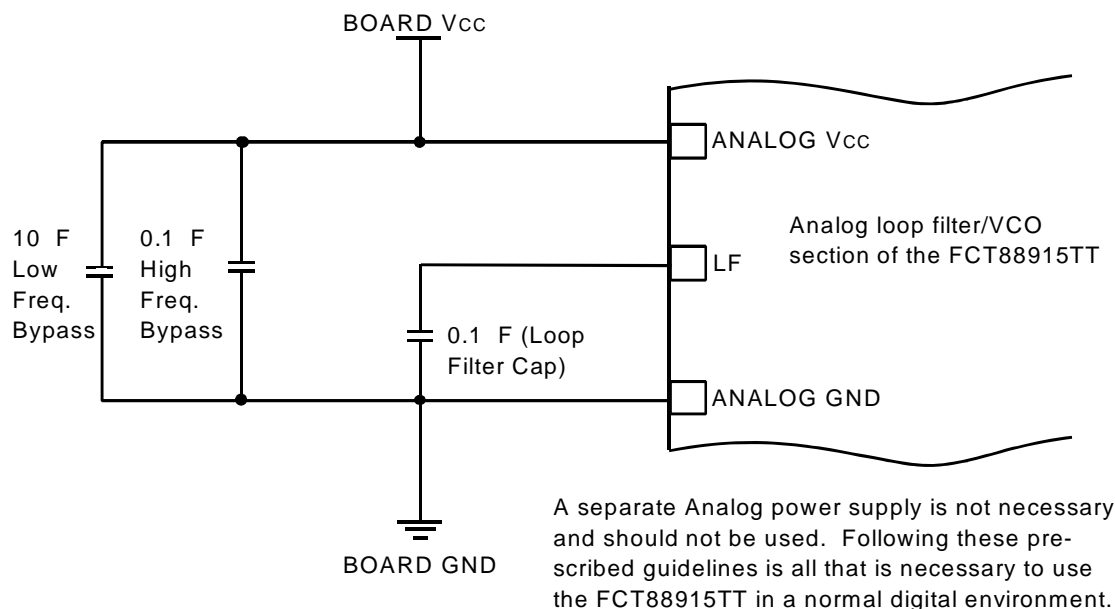 BOARD VCC
ANALOG VCC
10 F
Low
Freq.
Bypass
0.1 F
High
Freq.
Bypass
Analog loop filter/VCO
section of the FCT88915TT
LF
0.1 F (Loop
Filter Cap)
ANALOG GND
BOARD GND
A separate Analog power supply is not necessary
and should not be used. Following these pre-
scribed guidelines is all that is necessary to use
the FCT88915TT in a normal digital environment.